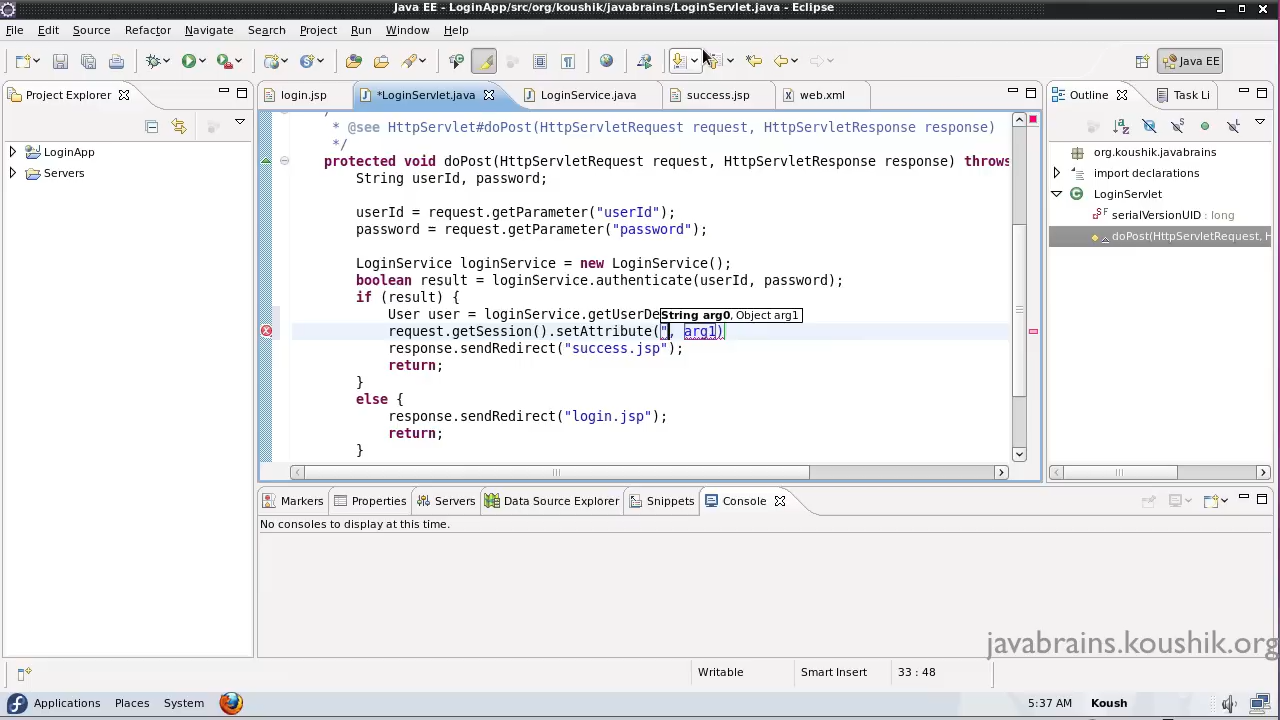 Java EE - LoginApp/src/org/koushik/javabrains/LoginServlet.java - Eclipse
File Edit Source Refactor Navigate Search Project Run Window Help
Java EE
Project Explorer
login.jsp
*LoginServlet.java
LoginService.java
success.jsp
web.xml
Outline
Task Li
LoginApp
Servers
* @see HttpServlet#doPost(HttpServletRequest request, HttpServletResponse response)
*/
protected void doPost(HttpServletRequest request, HttpServletResponse response) throws
String userId, password;
userId = request.getParameter("userId");
password = request.getParameter("password");
LoginService loginService = new LoginService();
boolean result = loginService.authenticate(userId, password);
if (result) {
User user = loginService.getUserDe
String arg0, Object arg1
request.getSession().setAttribute(", arg1)
response.sendRedirect("success.jsp");
return;
}
else {
response.sendRedirect("login.jsp");
return;
}
org.koushik.javabrains
import declarations
LoginServlet
serialVersionUID : long
doPost(HttpServletRequest, H
Markers
Properties
Servers
Data Source Explorer
Snippets
Console
No consoles to display at this time.
javabrains.koushik.org
Writable
Smart Insert
33 : 48
Applications Places System
5:37 AM
Koush